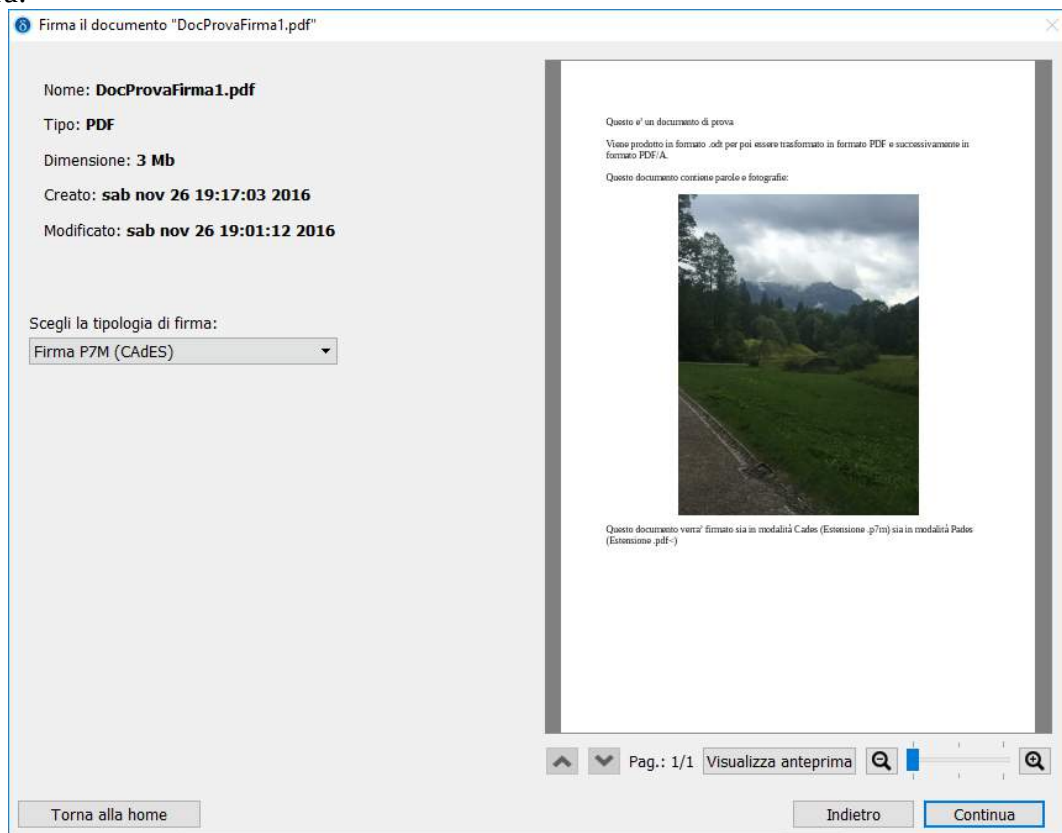 Firma il documento "DocProvaFirma1.pdf"
Nome: DocProvaFirma1.pdf
Tipo: PDF
Dimensione: 3 Mb
Creato: sab nov 26 19:17:03 2016
Modificato: sab nov 26 19:01:12 2016
Scegli la tipologia di firma:
Firma P7M (CAdES)
Questo e' un documento di prova
Viene prodotto in formato .odt per poi essere trasformato in formato PDF e successivamente in
formato PDF/A.
Questo documento contiene parole e fotografie:
Questo documento verra' firmato sia in modalità Cades (Estensione .p7m) sia in modalità Pades
(Estensione .pdf<)
Pag.: 1/1 Visualizza anteprima
Torna alla home
Indietro
Continua